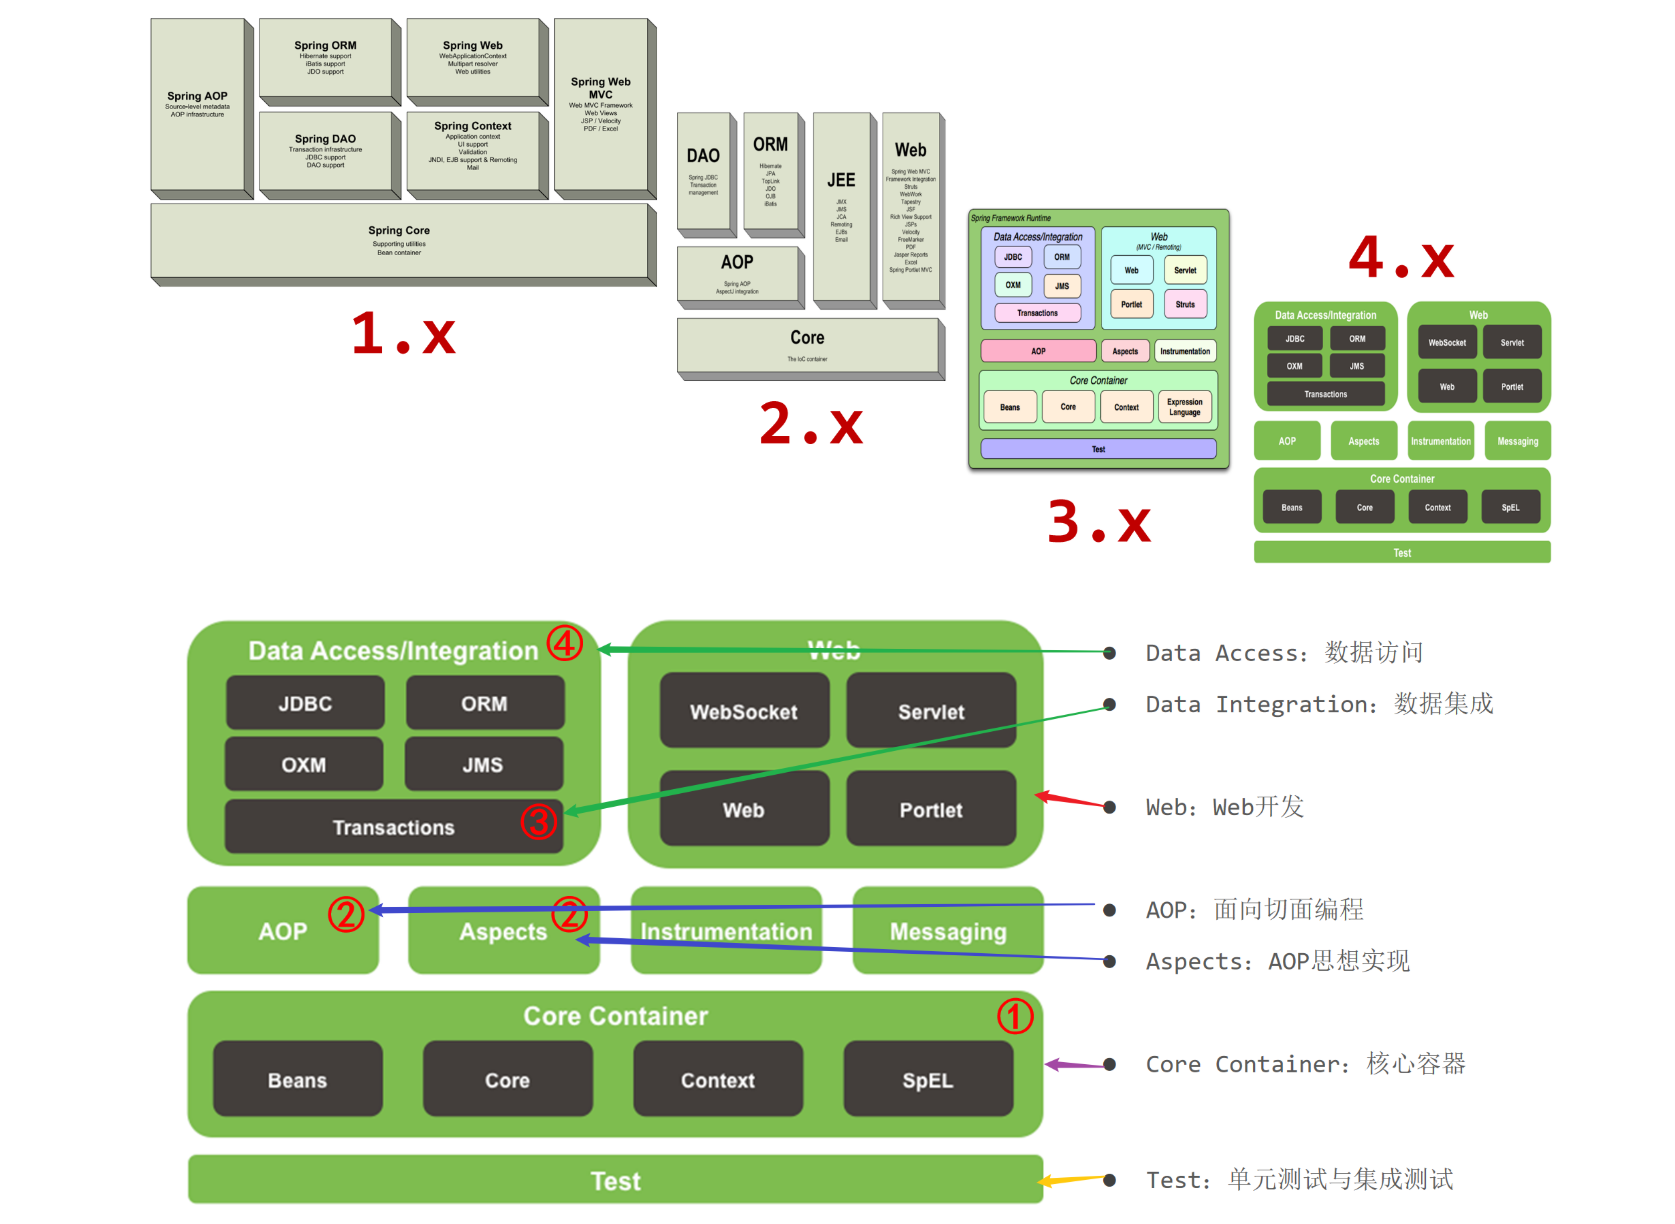 Spring AOP
Source-level metadata
AOP infrastructure
Spring ORM
Hibernate support
iBatis support
JDO support
Spring Web
WebApplicationContext
Multipart resolver
Web utilities
Spring Web
MVC
Web MVC Framework
Web Views
JSP / Velocity
PDF / Excel
Spring DAO
Transaction infrastructure
JDBC support
DAO support
Spring Context
Application context
UI support
Validation
JNDI, EJB support & Remoting
Mail
Spring Core
Supporting utilities
Bean container
1.x
DAO
Spring JDBC
Transaction
management
ORM
Hibernate
JPA
TopLink
JDO
OJB
iBatis
JEE
JMX
JMS
JCA
Remoting
EJBs
Email
Web
Spring Web MVC
Framework Integration
Struts
WebWork
Tapestry
JSF
Rich View Support
JSPs
Velocity
FreeMarker
PDF
Jasper Reports
Excel
Spring Portlet MVC
AOP
Spring AOP
AspectJ integration
Core
The IoC container
2.x
Spring Framework Runtime
Data Access/Integration
JDBC
ORM
OXM
JMS
Transactions
Web
(MVC / Remoting)
Web
Servlet
Portlet
Struts
AOP
Aspects
Instrumentation
Core Container
Beans
Core
Context
Expression
Language
Test
3.x
4.x
Data Access/Integration
JDBC
ORM
OXM
JMS
Transactions
Web
WebSocket
Servlet
Web
Portlet
AOP
Aspects
Instrumentation
Messaging
Core Container
Beans
Core
Context
SpEL
Test
Data Access/Integration ④
JDBC
ORM
OXM
JMS
Transactions ③
Web
WebSocket
Servlet
Web
Portlet
AOP ②
Aspects ②
Instrumentation
Messaging
Core Container ①
Beans
Core
Context
SpEL
Test
● Data Access：数据访问
● Data Integration：数据集成
● Web：Web开发
● AOP：面向切面编程
● Aspects：AOP思想实现
● Core Container：核心容器
● Test：单元测试与集成测试